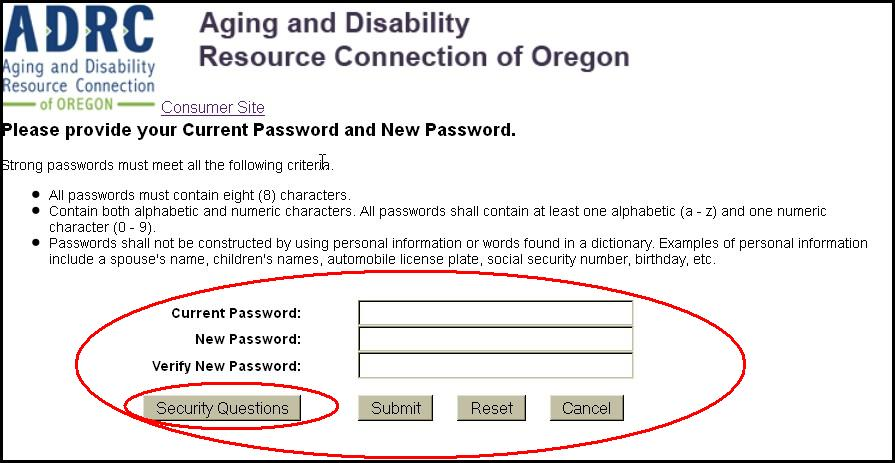 ADRC
Aging and Disability
Resource Connection
of OREGON
Aging and Disability
Resource Connection of Oregon
Consumer Site
Please provide your Current Password and New Password.
Strong passwords must meet all the following criteria.
All passwords must contain eight (8) characters.
Contain both alphabetic and numeric characters. All passwords shall contain at least one alphabetic (a - z) and one numeric
character (0 - 9).
Passwords shall not be constructed by using personal information or words found in a dictionary. Examples of personal information
include a spouse's name, children's names, automobile license plate, social security number, birthday, etc.
Current Password:
New Password:
Verify New Password:
Security Questions Submit Reset Cancel